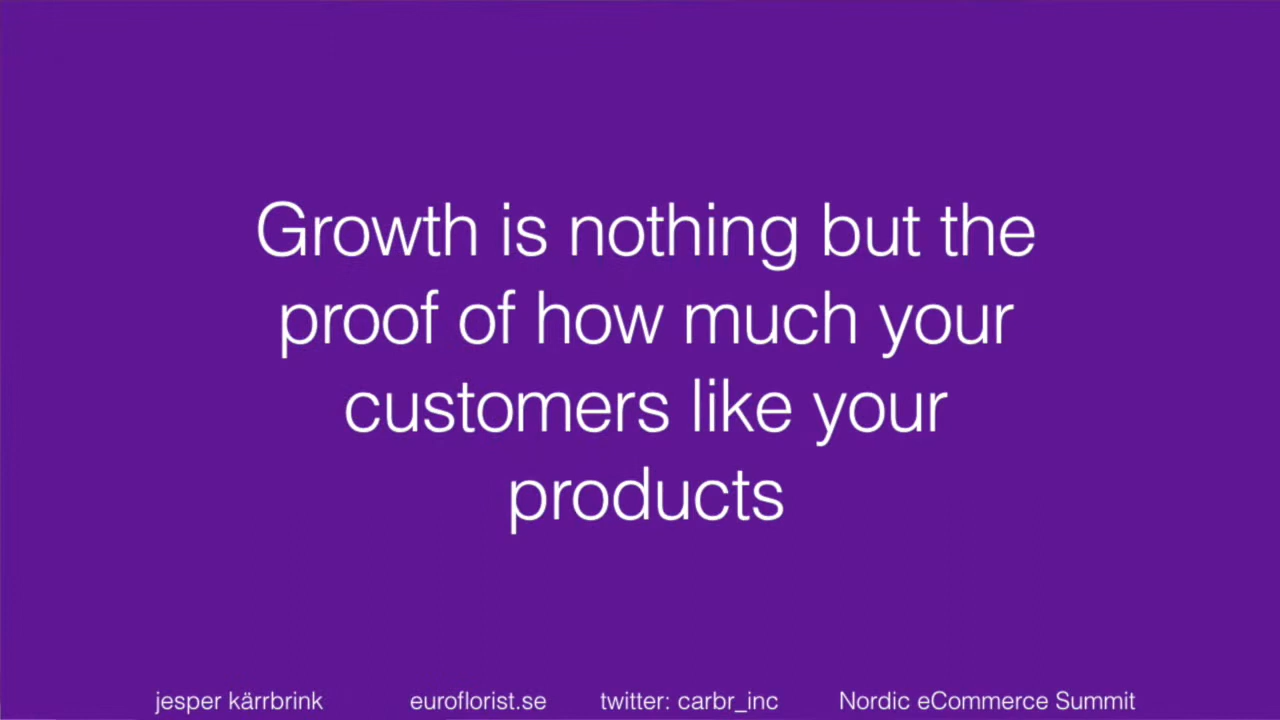 Growth is nothing but the
proof of how much your
customers like your
products
jesper kärrbrink euroflorist.se twitter: carbr_inc Nordic eCommerce Summit